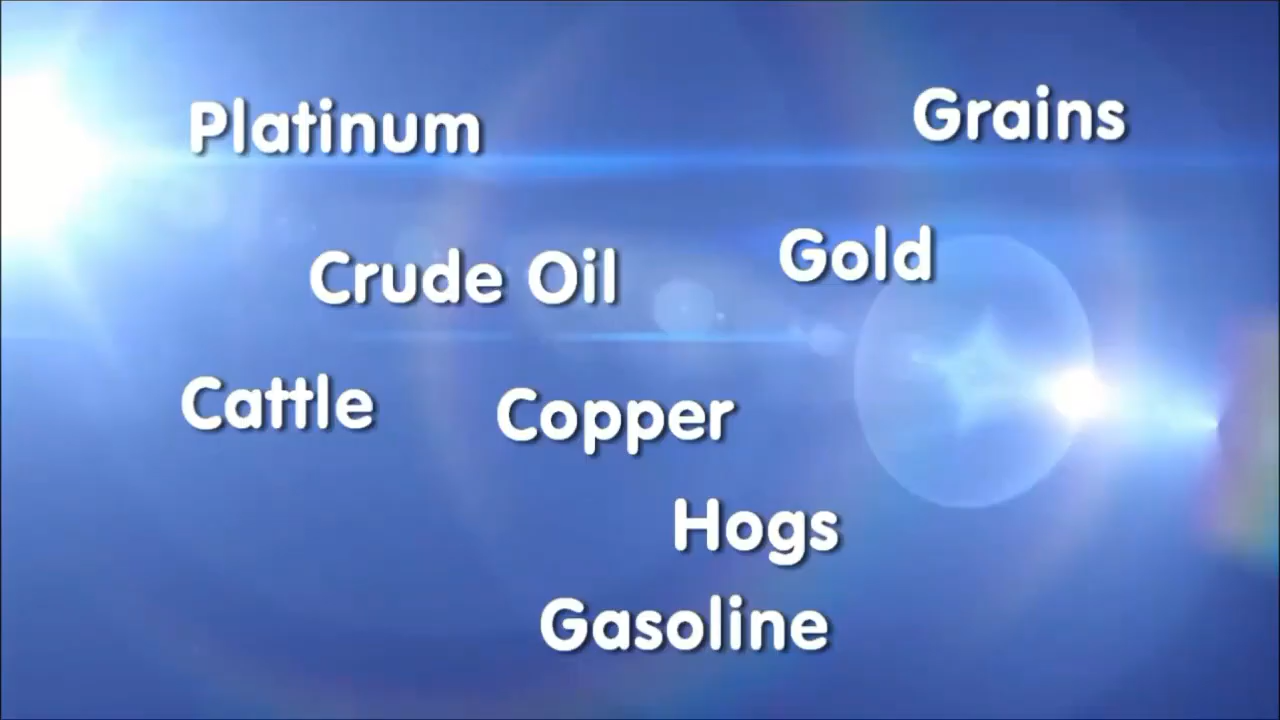 Platinum
Grains
Crude Oil
Gold
Cattle
Copper
Hogs
Gasoline